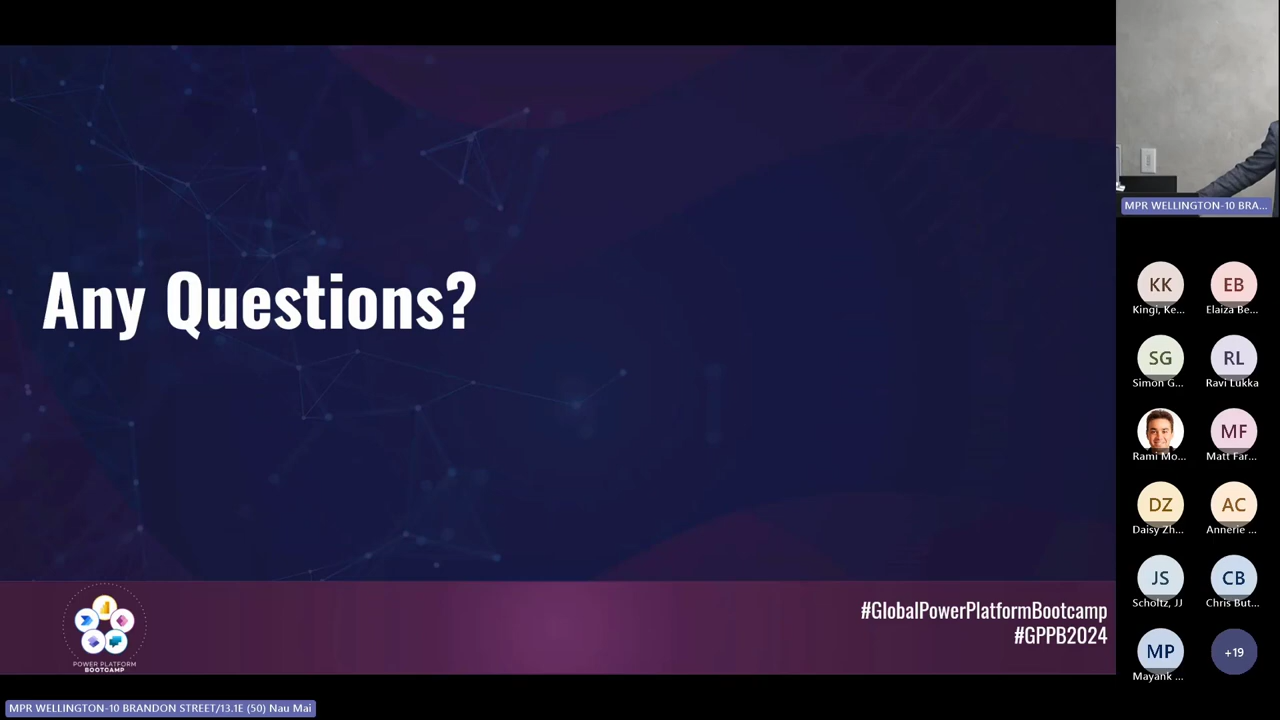 Any Questions?
POWER PLATFORM
BOOTCAMP
#GlobalPowerPlatformBootcamp
#GPPB2024
MPR WELLINGTON-10 BRANDON STREET/13.1E (50) Nau Mai
MPR WELLINGTON-10 BRA...
KK
Kingi, Ke...
EB
Elaiza Be...
SG
Simon G...
RL
Ravi Lukka
Rami Mo...
MF
Matt Far...
DZ
Daisy Zh...
AC
Annerie ...
JS
Scholtz, JJ
CB
Chris But...
MP
Mayank ...
+19